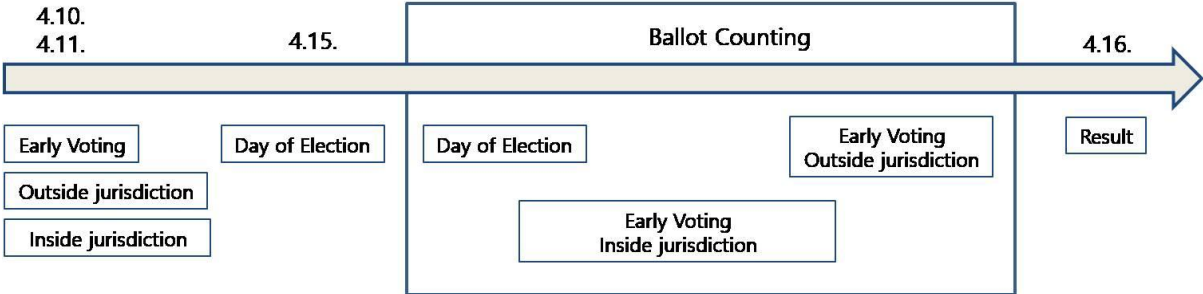 4.10.
4.11.
4.15.
Ballot Counting
4.16.
Early Voting
Outside jurisdiction
Inside jurisdiction
Day of Election
Day of Election
Early Voting
Inside jurisdiction
Early Voting
Outside jurisdiction
Result